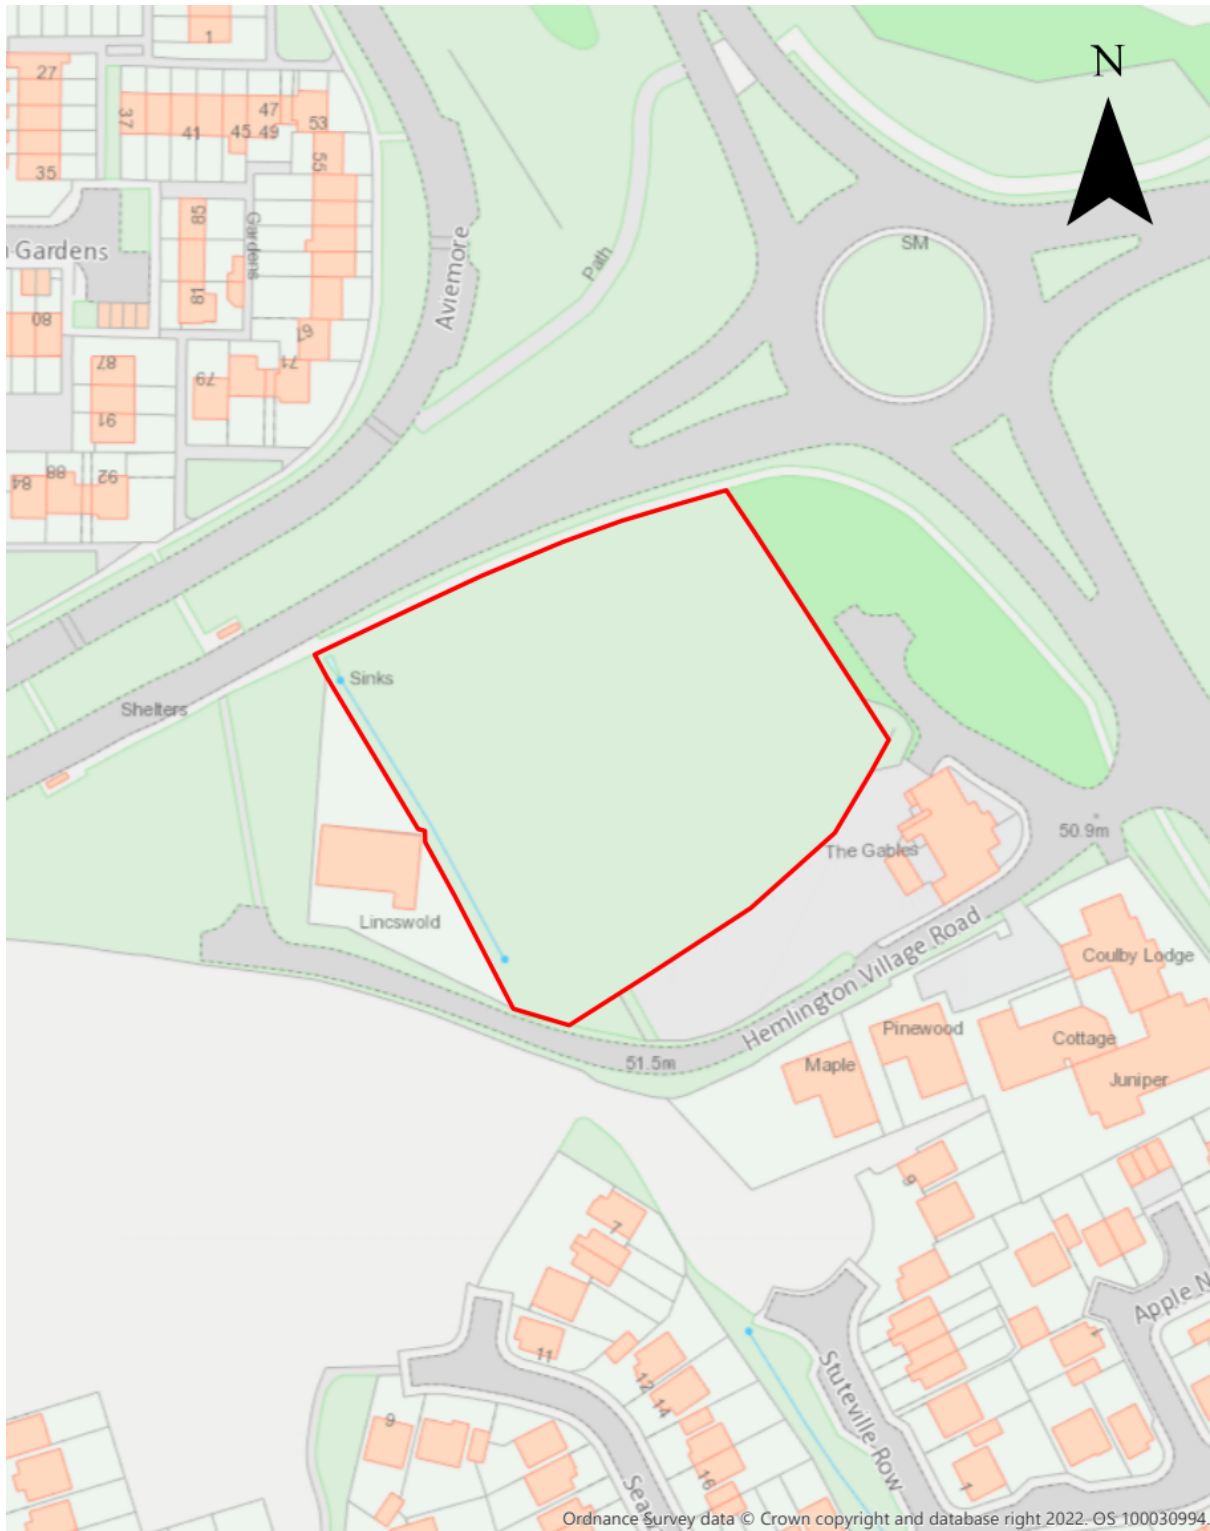 1
N
27
37
41
45
47
49
53
55
35
85
Gardens
SM
Gardens
Path
Aviemore
81
80
67
87
71
79
91
88
92
84
Sinks
Shelters
50.9m
The Gables
Lincswold
Hemlington Village Road
Coulby Lodge
Pinewood
Cottage
51.5m
Maple
Juniper
9
7
11
12
14
9
16
1
1
Stuteville Row
Apple
Ordnance Survey data © Crown copyright and database right 2022. OS 100030994.